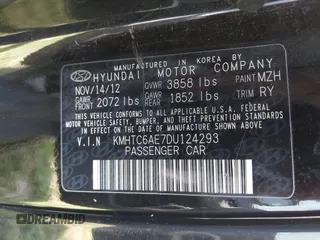 MANUFACTURED IN KOREA BY
HYUNDAI MOTOR COMPANY
NOV/14/12 GVWR 3858 lbs PAINT MZH
GAWR FRONT 2072 lbs GAWR REAR 1852 lbs TRIM RY
THIS VEHICLE CONFORMS TO ALL APPLICABLE U.S.A. FEDERAL
MOTOR VEHICLE SAFETY, BUMPER, AND THEFT PREVENTION
STANDARDS IN EFFECT ON THE DATE OF MANUFACTURE SHOWN ABOVE.
V.I.N KMHTC6AE7DU124293
PASSENGER CAR
DREAMBID